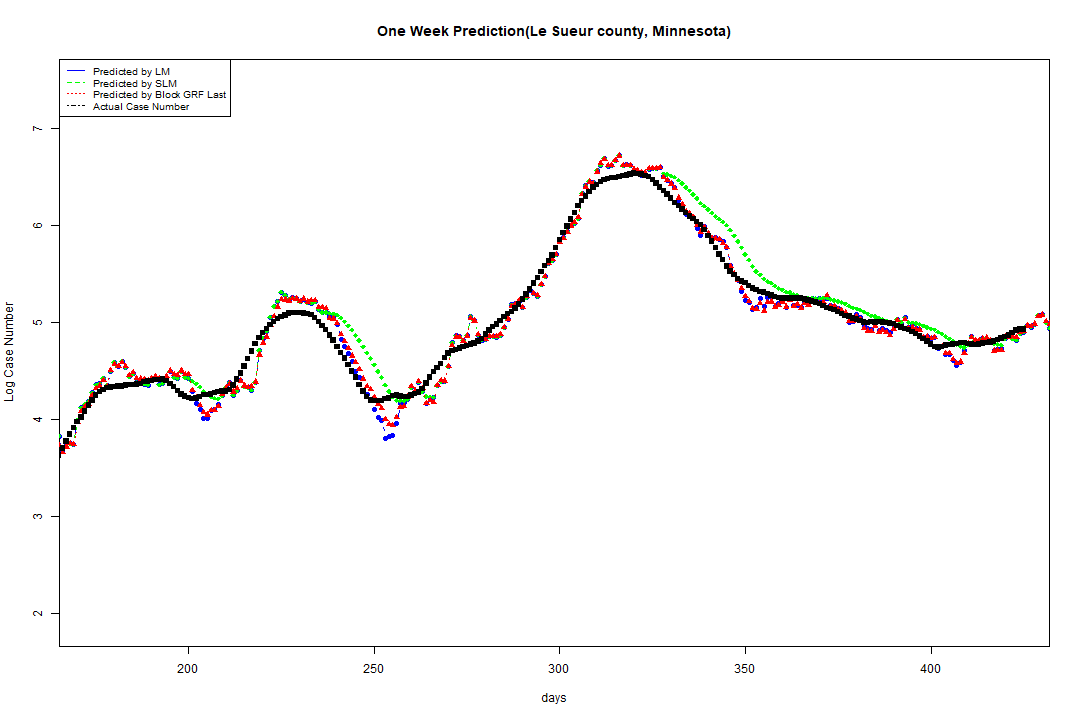 One Week Prediction(Le Sueur county, Minnesota)
Predicted by LM
Predicted by SLM
Predicted by Block GRF Last
Actual Case Number
7
6
5
4
3
2
Log Case Number
200 250 300 350 400
days